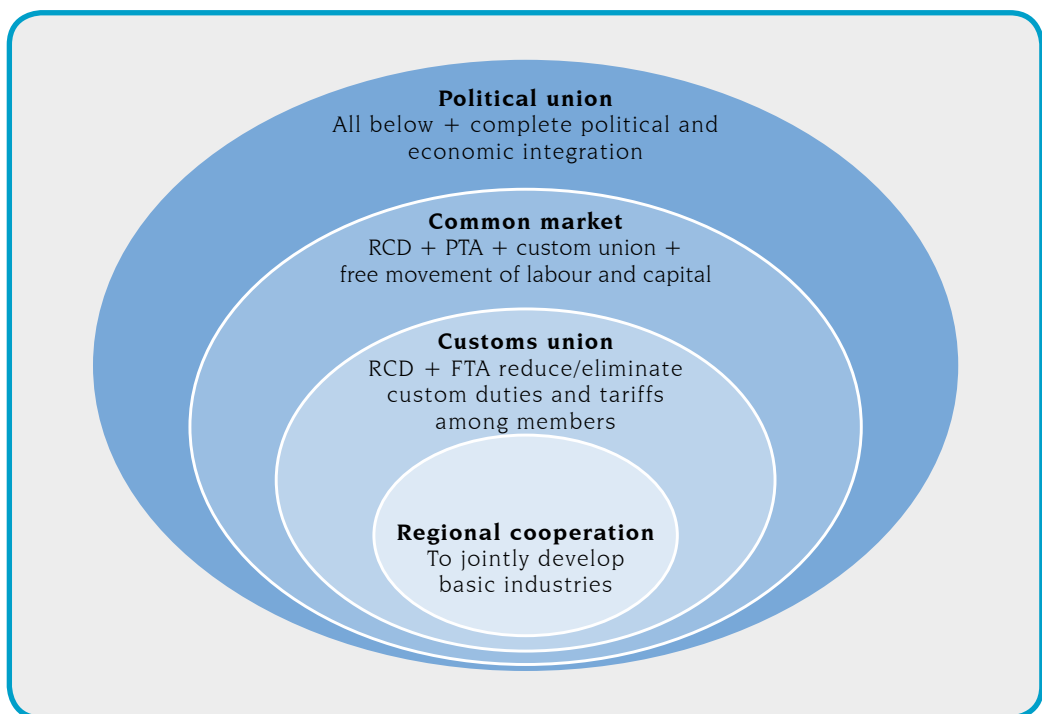 Political union
All below + complete political and
economic integration
Common market
RCD + PTA + custom union +
free movement of labour and capital
Customs union
RCD + FTA reduce/eliminate
custom duties and tariffs
among members
Regional cooperation
To jointly develop
basic industries